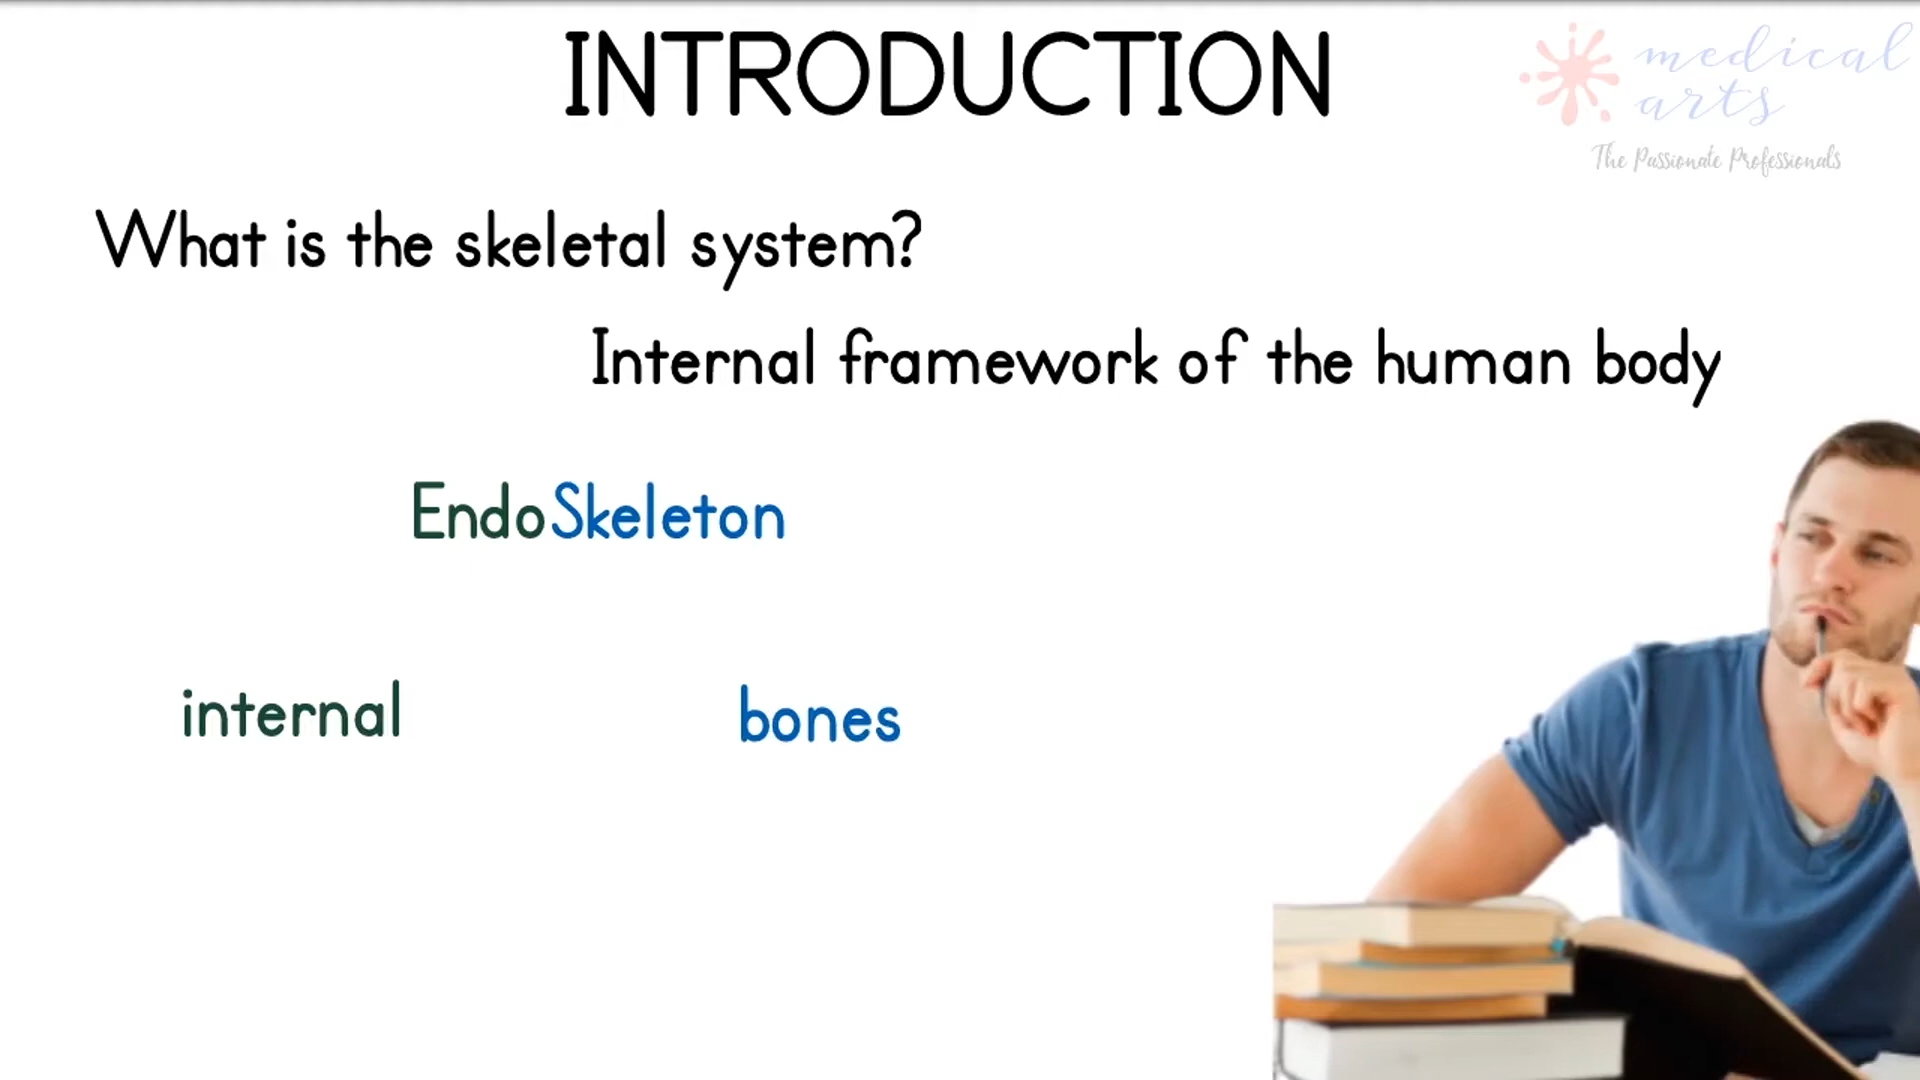 INTRODUCTION
medical
arts
The Passionate Professionals
What is the skeletal system?
Internal framework of the human body
EndoSkeleton
internal
bones